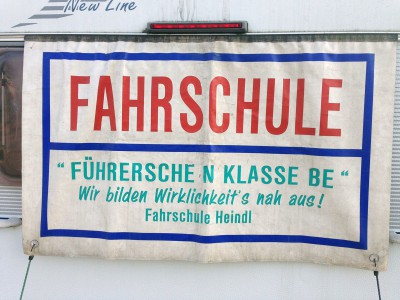 New Line
FAHRSCHULE
" FÜHRERSCHE N KLASSE BE "
Wir bilden Wirklichkeit's nah aus!
Fahrschule Heindl